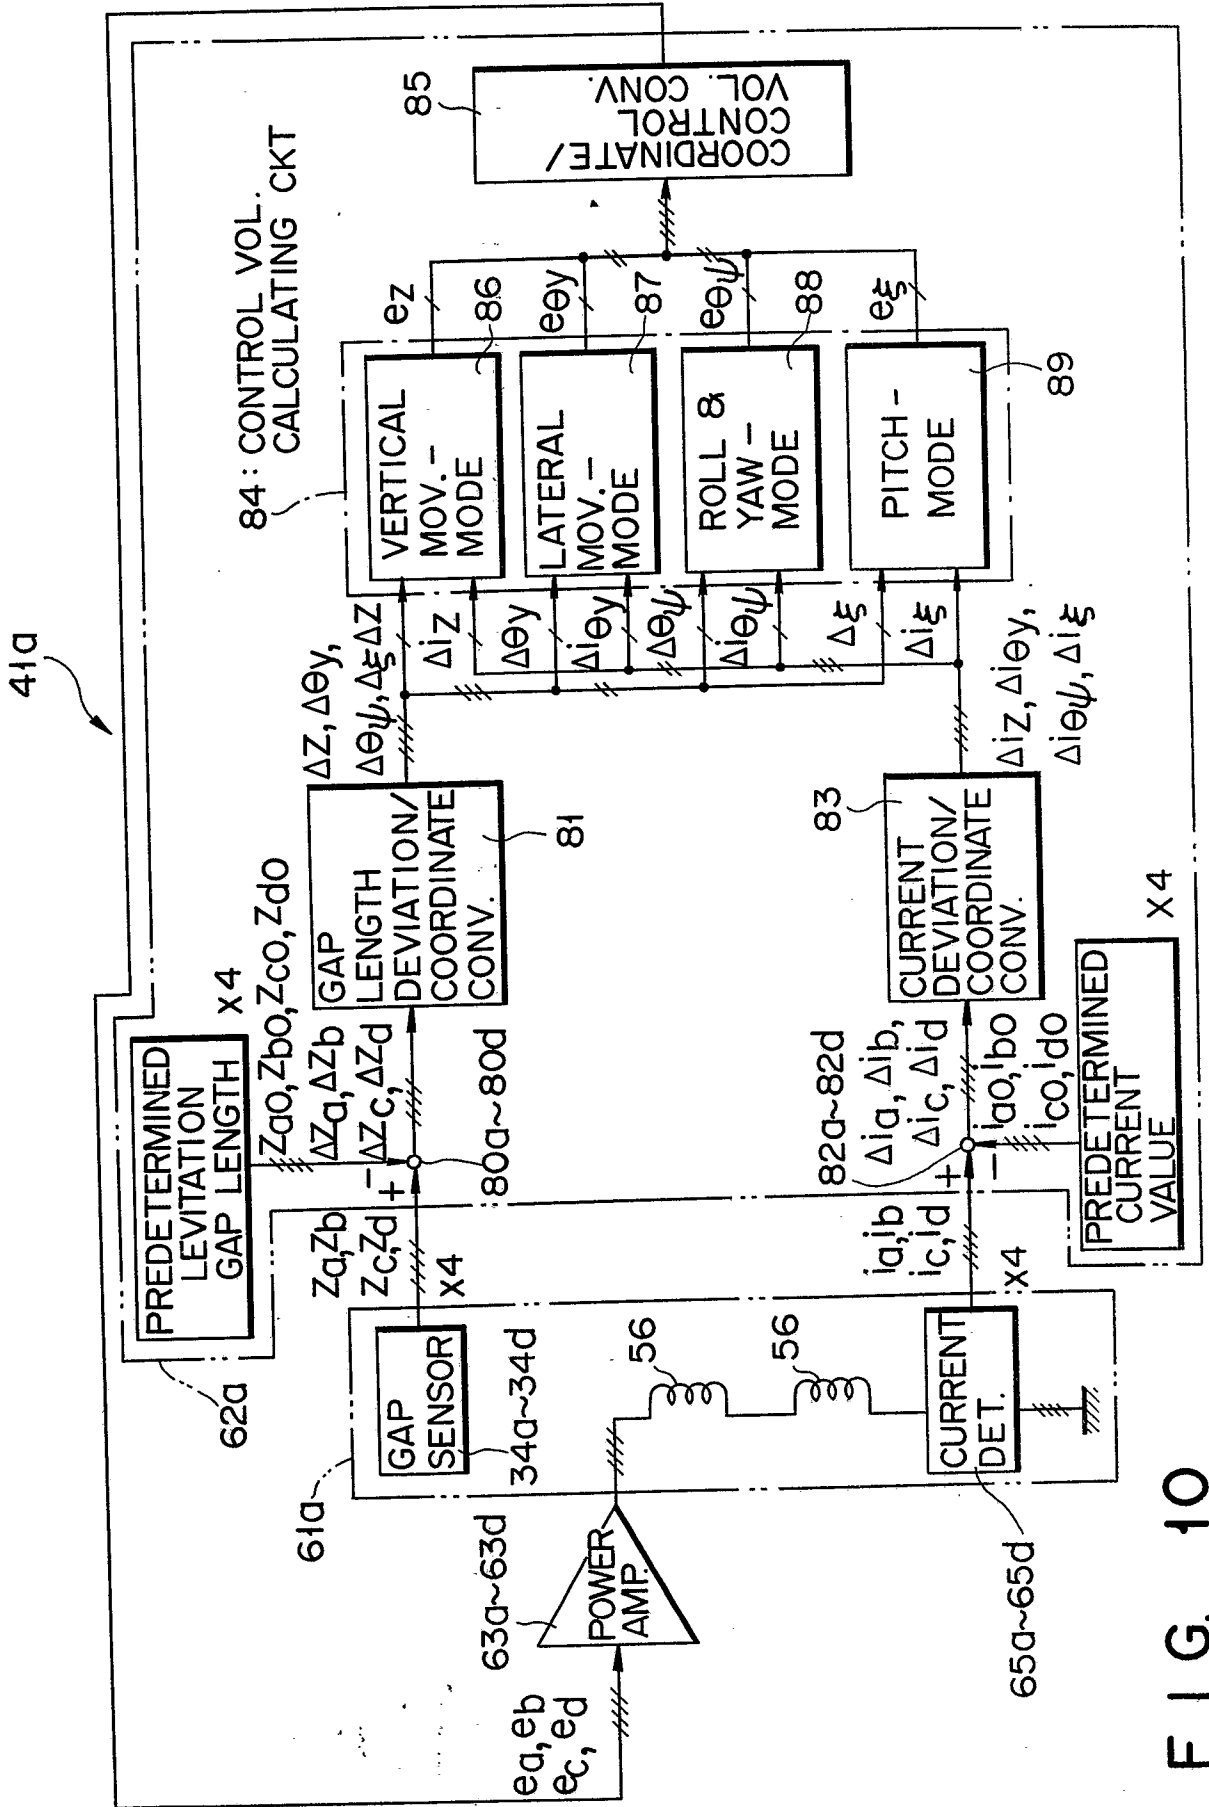 41a
84: CONTROL VOL.
CALCULATING CKT
85
COORDINATE/
CONTROL
VOL. CONV.
62a
PREDETERMINED
LEVITATION
GAP LENGTH
X4
Zao, Zbo, Zco, Zdo
ΔZa, ΔZb
ΔZc, ΔZd
Za, Zb
Zc, Zd
+
−
80a~80d
X4
GAP
LENGTH
DEVIATION/
COORDINATE
CONV.
81
ΔZ, Δθy,
Δθψ, Δξ
ΔZ
Δiz
Δθy
Δiθy
Δθψ
Δiθψ
Δξ
Δiξ
VERTICAL
MOV.-
MODE
86
ez
LATERAL
MOV.-
MODE
87
eθy
ROLL &
YAW-
MODE
88
eθψ
PITCH-
MODE
89
eξ
61a
GAP
SENSOR
34a~34d
56
56
63a~63d
POWER
AMP.
ea, eb
ec, ed
CURRENT
DET.
65a~65d
X4
ia, ib
ic, id
+
−
82a~82d
Δia, Δib,
Δic, Δid
iao, ibo
ico, ido
PREDETERMINED
CURRENT
VALUE
X4
83
CURRENT
DEVIATION/
COORDINATE
CONV.
Δiz, Δiθy,
Δiθψ, Δiξ
FIG. 10